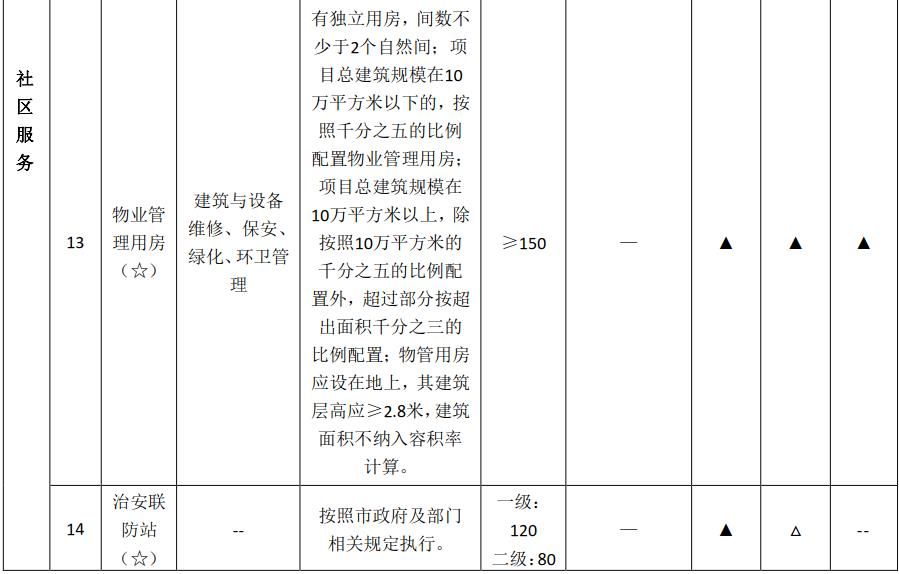 社
区
服
务
13
物业管
理用房
（☆）
建筑与设备
维修、保安、
绿化、环卫管
理
有独立用房，间数不
少于2个自然间；项
目总建筑规模在10
万平方米以下的，按
照千分之五的比例
配置物业管理用房；
项目总建筑规模在
10万平方米以上，除
按照10万平方米的
千分之五的比例配
置外，超过部分按超
出面积千分之三的
比例配置；物管用房
应设在地上，其建筑
层高应≥2.8米，建筑
面积不纳入容积率
计算。
≥150
—
▲
▲
▲
14
治安联
防站
（☆）
--
按照市政府及部门
相关规定执行。
一级：
120
二级：80
—
▲
△
--